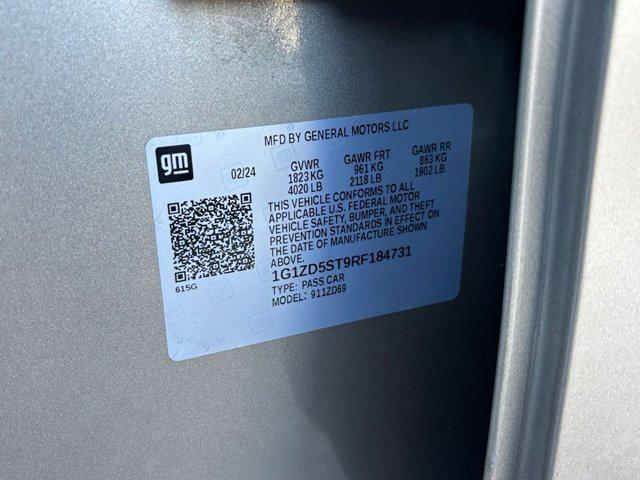 MFD BY GENERAL MOTORS LLC
gm
02/24
GVWR
1823 KG
4020 LB
GAWR FRT
961 KG
2118 LB
GAWR RR
863 KG
1902 LB
THIS VEHICLE CONFORMS TO ALL
APPLICABLE U.S. FEDERAL MOTOR
VEHICLE SAFETY, BUMPER, AND THEFT
PREVENTION STANDARDS IN EFFECT ON
THE DATE OF MANUFACTURE SHOWN
ABOVE.
1G1ZD5ST9RF184731
TYPE: PASS CAR
MODEL: 911ZD69
615G